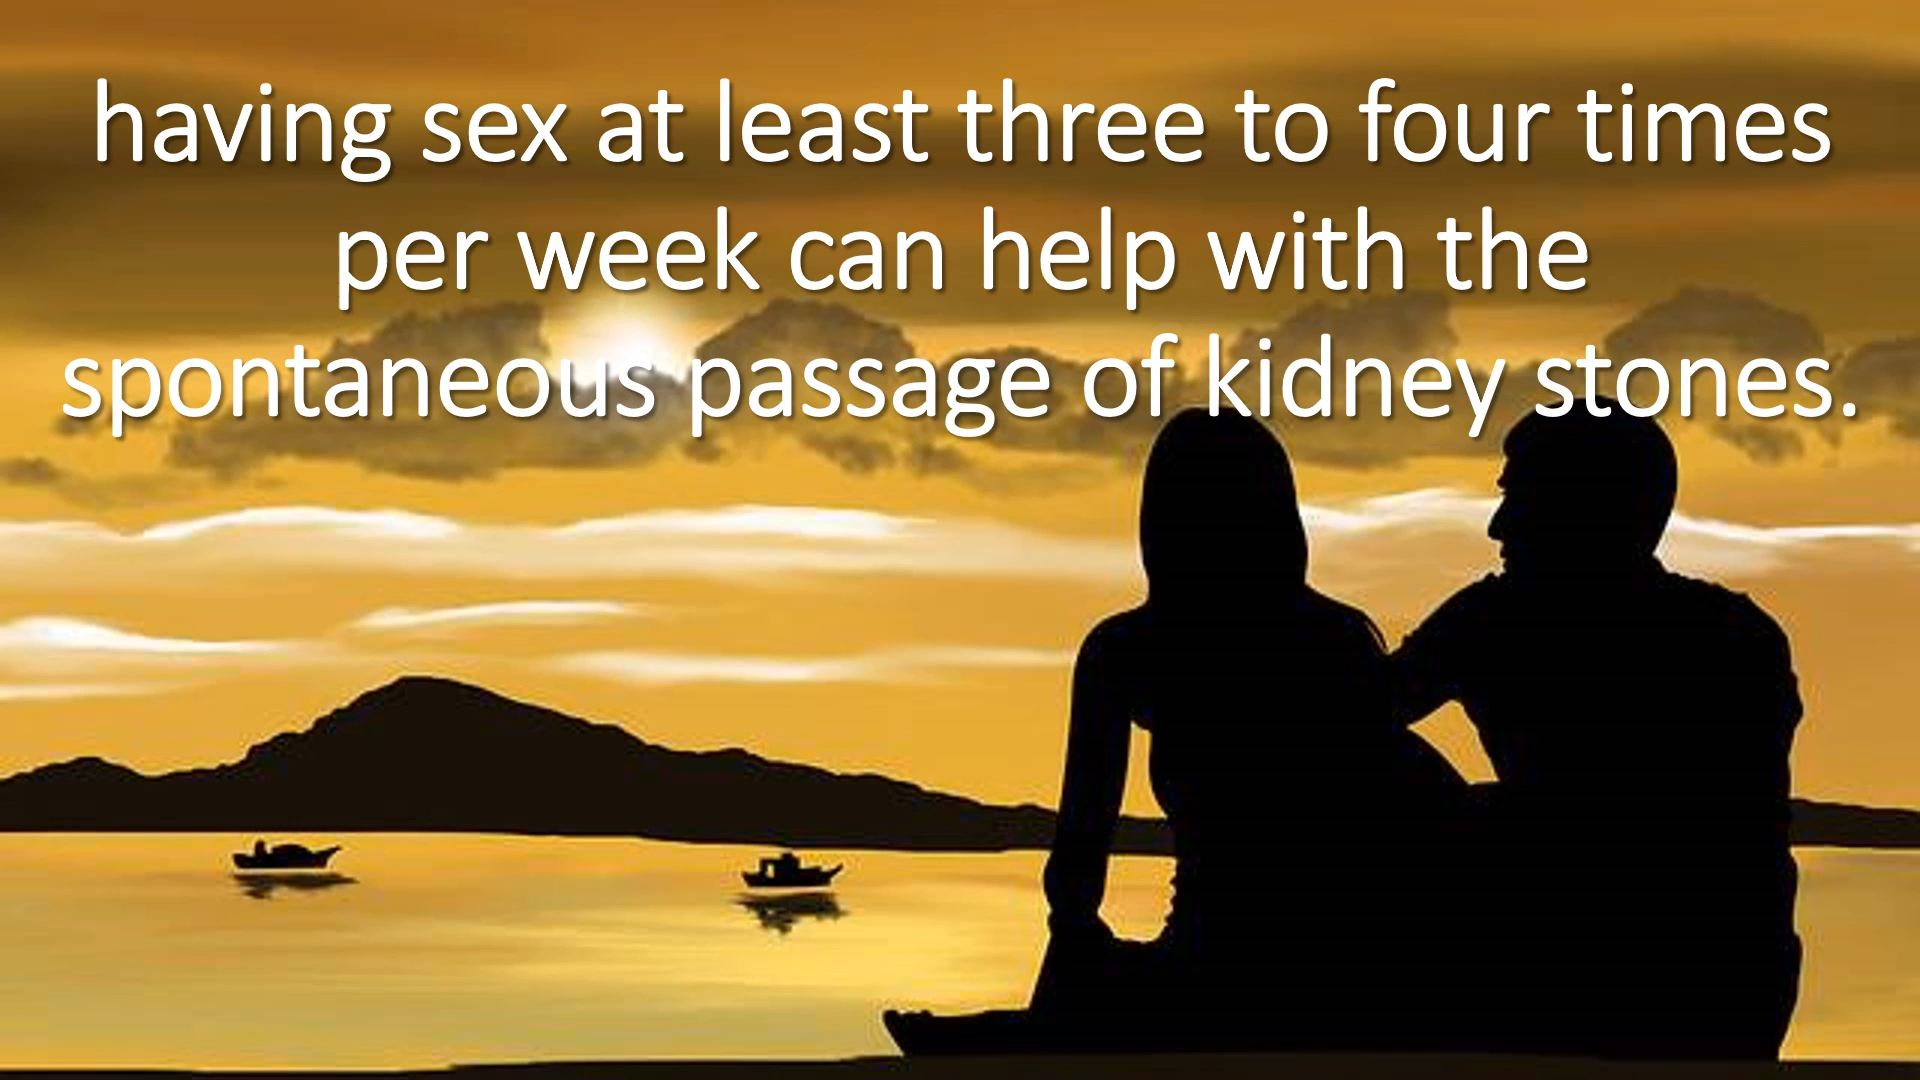 having sex at least three to four times
per week can help with the
spontaneous passage of kidney stones.